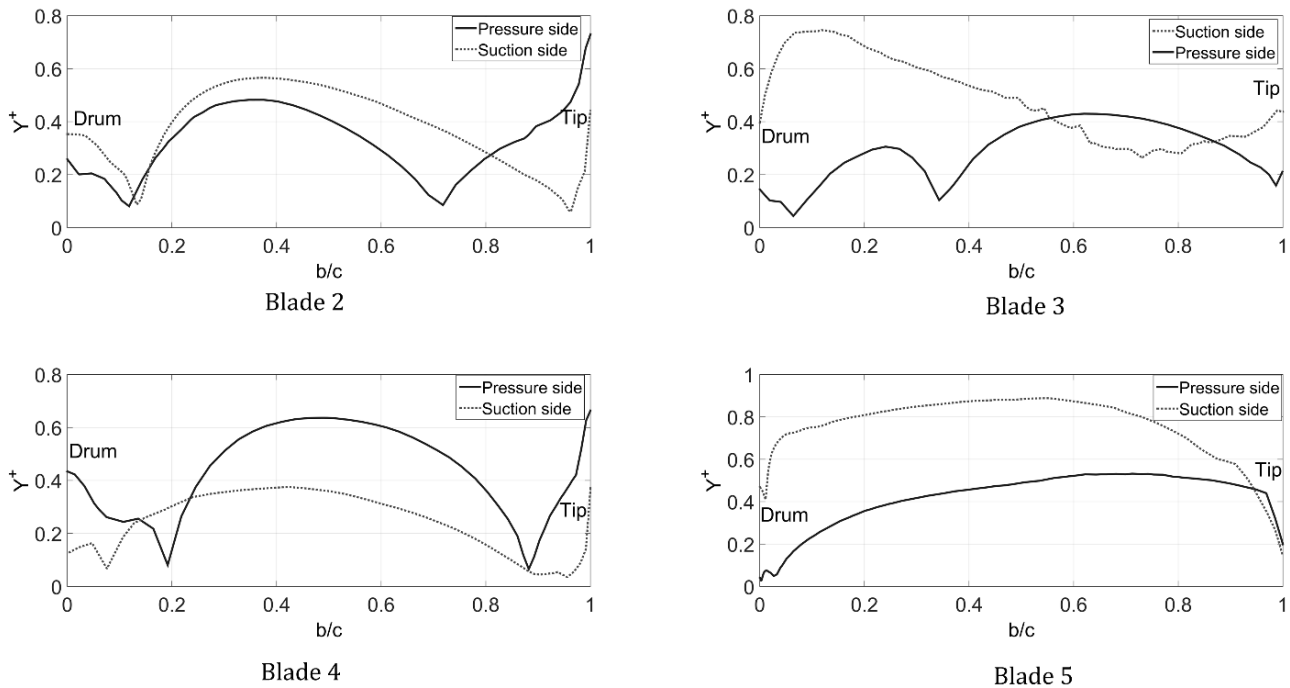 0.8
0.6
0.4
0.2
0
Y+
Drum
Tip
Pressure side
Suction side
0 0.2 0.4 0.6 0.8 1
b/c
Blade 2
0.8
0.6
0.4
0.2
0
Y+
Drum
Tip
Suction side
Pressure side
0 0.2 0.4 0.6 0.8 1
b/c
Blade 3
0.8
0.6
0.4
0.2
0
Y+
Drum
Tip
Pressure side
Suction side
0 0.2 0.4 0.6 0.8 1
b/c
Blade 4
1
0.8
0.6
0.4
0.2
0
Y+
Drum
Tip
Pressure side
Suction side
0 0.2 0.4 0.6 0.8 1
b/c
Blade 5